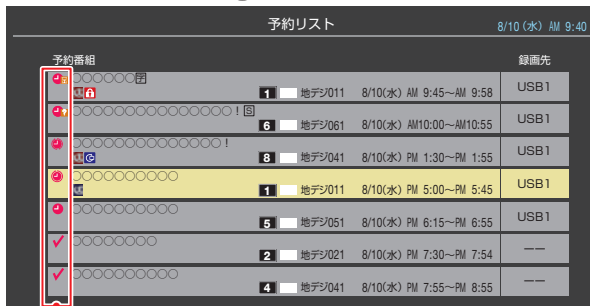 予約リスト
8/10(水) AM 9:40
予約番組
録画先
○○○○○○字
1 地デジ011 8/10(水) AM 9:45～AM 9:58 USB1
○○○○○○○○○○○○○○○!S
6 地デジ061 8/10(水) AM10:00～AM10:55 USB1
○○○○○○○○○○○○○○!
8 地デジ041 8/10(水) PM 1:30～PM 1:55 USB1
○○○○○○○○○○
1 地デジ011 8/10(水) PM 5:00～PM 5:45 USB1
○○○○○○○○○○
5 地デジ051 8/10(水) PM 6:15～PM 6:55 USB1
○○○○○○○○
2 地デジ021 8/10(水) PM 7:30～PM 7:54 ーー
○○○○○○○○○○
4 地デジ041 8/10(水) PM 7:55～PM 8:55 ーー